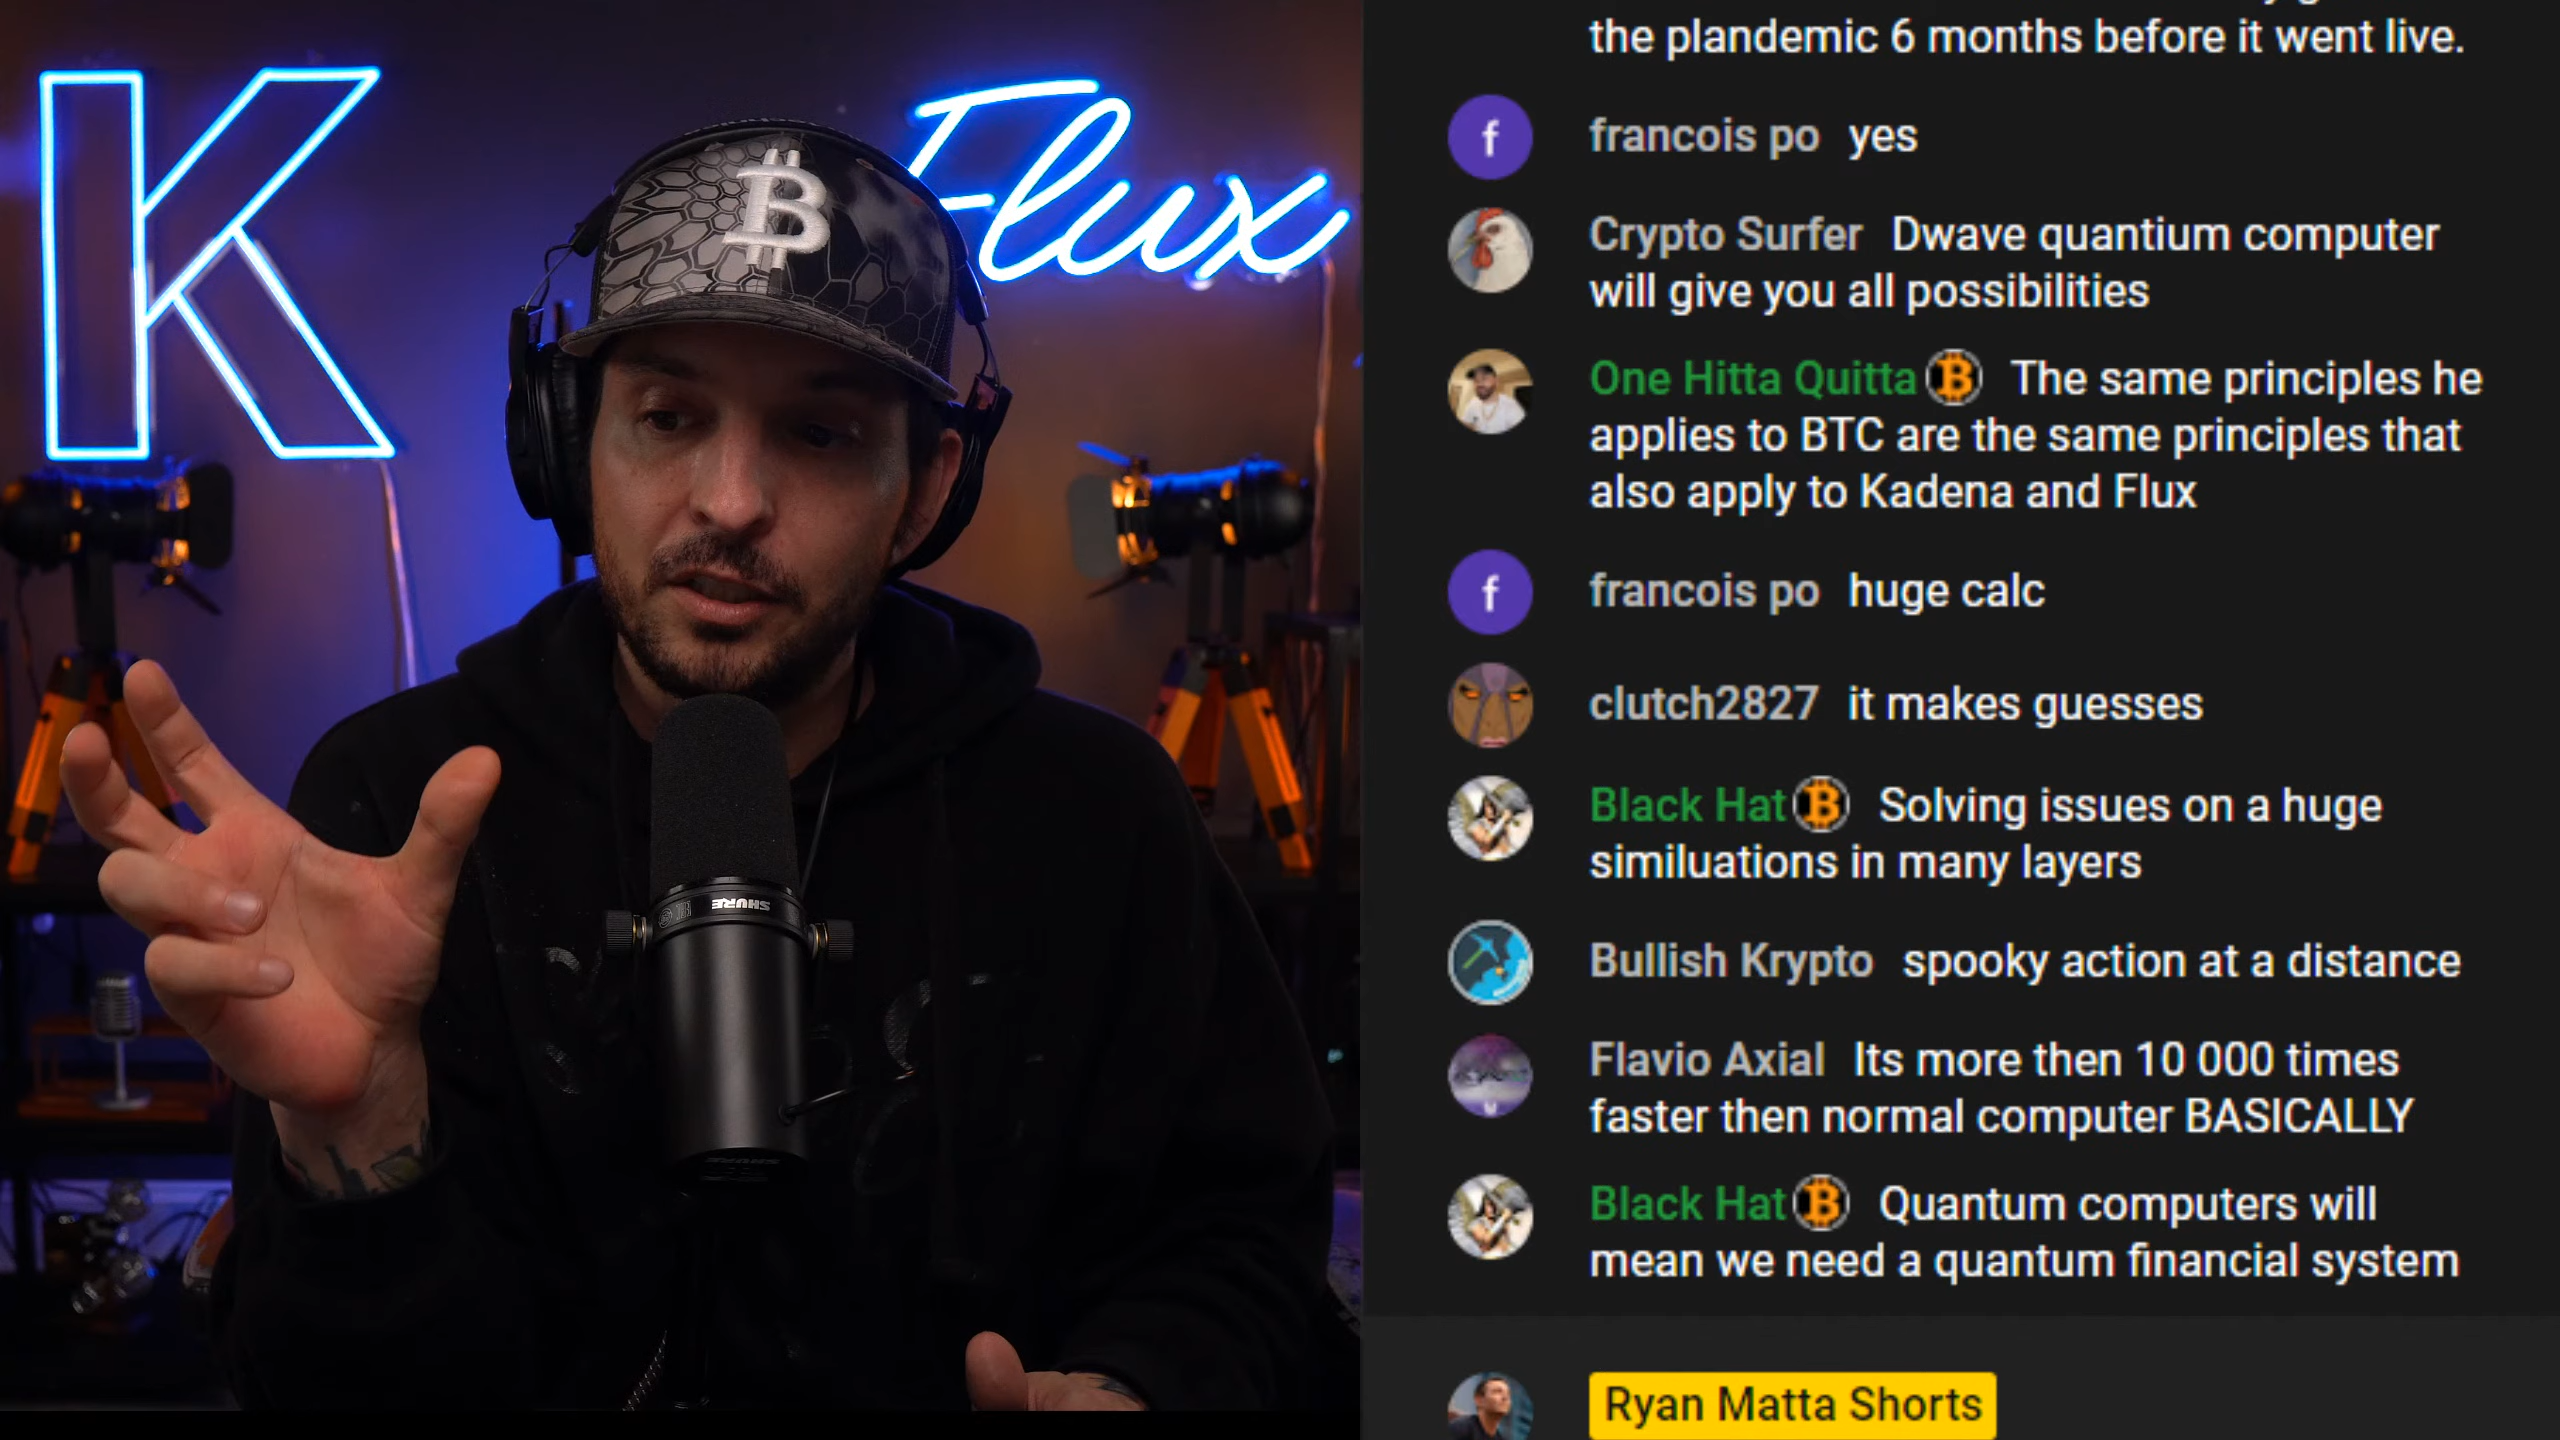 K
Flux
the plandemic 6 months before it went live.
f
francois po yes
Crypto Surfer Dwave quantium computer
will give you all possibilities
One Hitta Quitta The same principles he
applies to BTC are the same principles that
also apply to Kadena and Flux
f
francois po huge calc
clutch2827 it makes guesses
Black Hat Solving issues on a huge
similuations in many layers
Bullish Krypto spooky action at a distance
Flavio Axial Its more then 10 000 times
faster then normal computer BASICALLY
Black Hat Quantum computers will
mean we need a quantum financial system
Ryan Matta Shorts
SHURE
SHURE